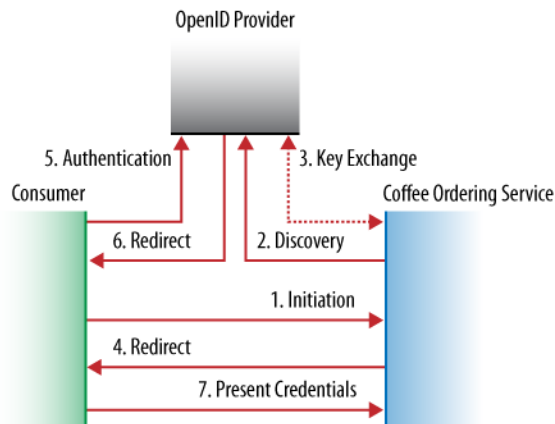 OpenID Provider
5. Authentication
3. Key Exchange
Consumer
Coffee Ordering Service
6. Redirect
2. Discovery
1. Initiation
4. Redirect
7. Present Credentials